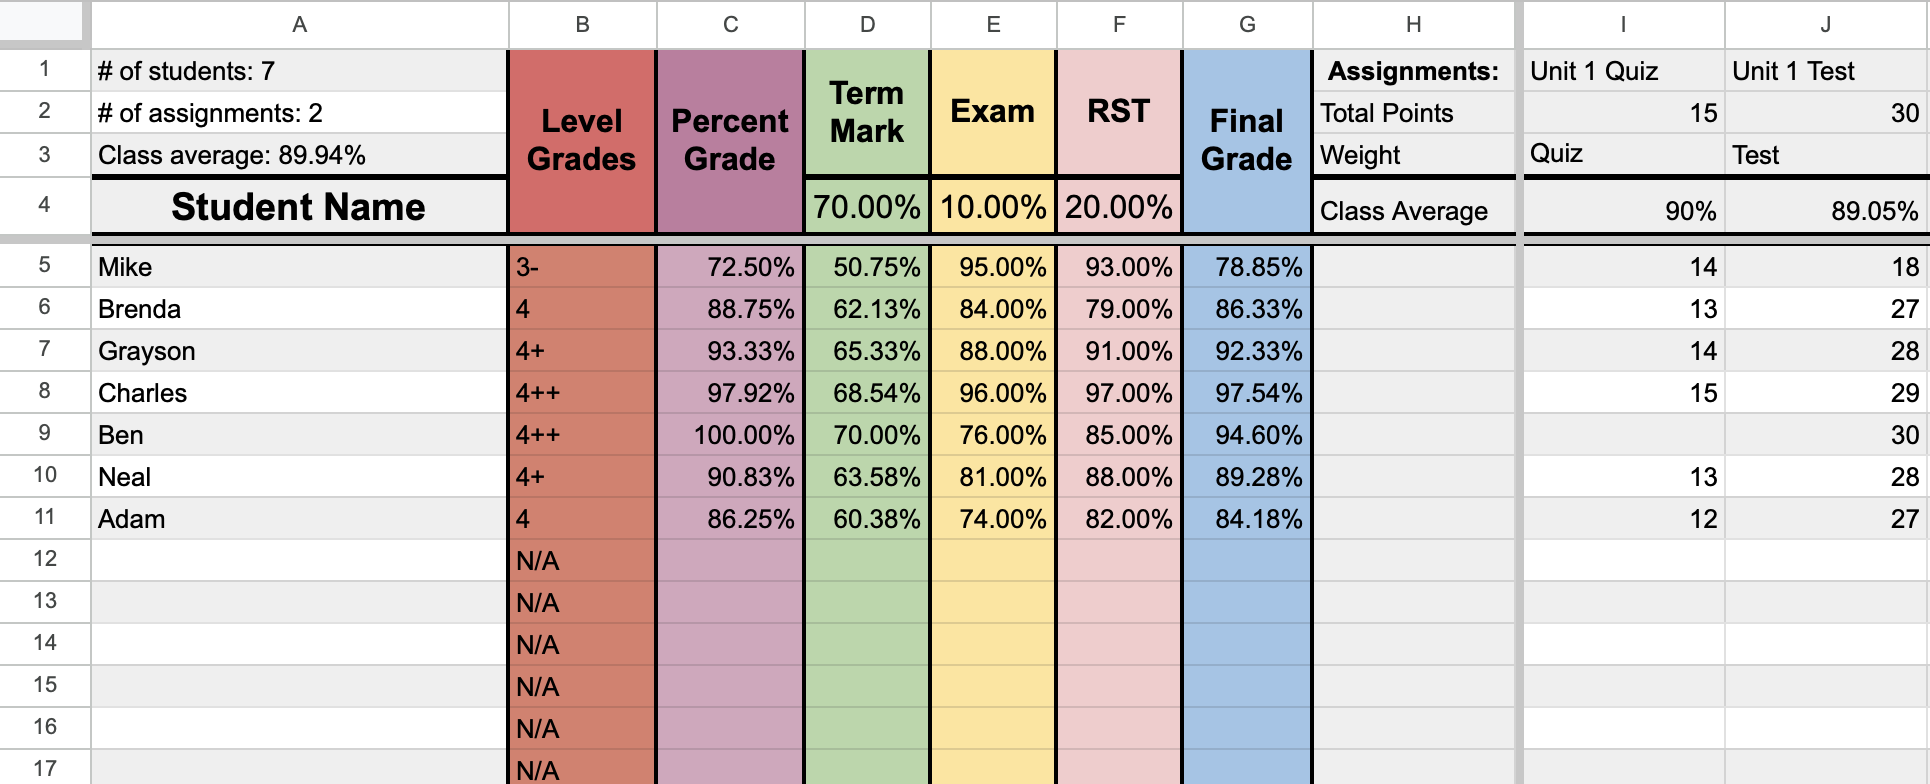 A B C D E F G H I J
1 # of students: 7 Level Grades Percent Grade Term Mark Exam RST Final Grade Assignments: Unit 1 Quiz Unit 1 Test
2 # of assignments: 2 Total Points 15 30
3 Class average: 89.94% Weight Quiz Test
4 Student Name 70.00% 10.00% 20.00% Class Average 90% 89.05%
5 Mike 3- 72.50% 50.75% 95.00% 93.00% 78.85% 14 18
6 Brenda 4 88.75% 62.13% 84.00% 79.00% 86.33% 13 27
7 Grayson 4+ 93.33% 65.33% 88.00% 91.00% 92.33% 14 28
8 Charles 4++ 97.92% 68.54% 96.00% 97.00% 97.54% 15 29
9 Ben 4++ 100.00% 70.00% 76.00% 85.00% 94.60% 30
10 Neal 4+ 90.83% 63.58% 81.00% 88.00% 89.28% 13 28
11 Adam 4 86.25% 60.38% 74.00% 82.00% 84.18% 12 27
12 N/A
13 N/A
14 N/A
15 N/A
16 N/A
17 N/A